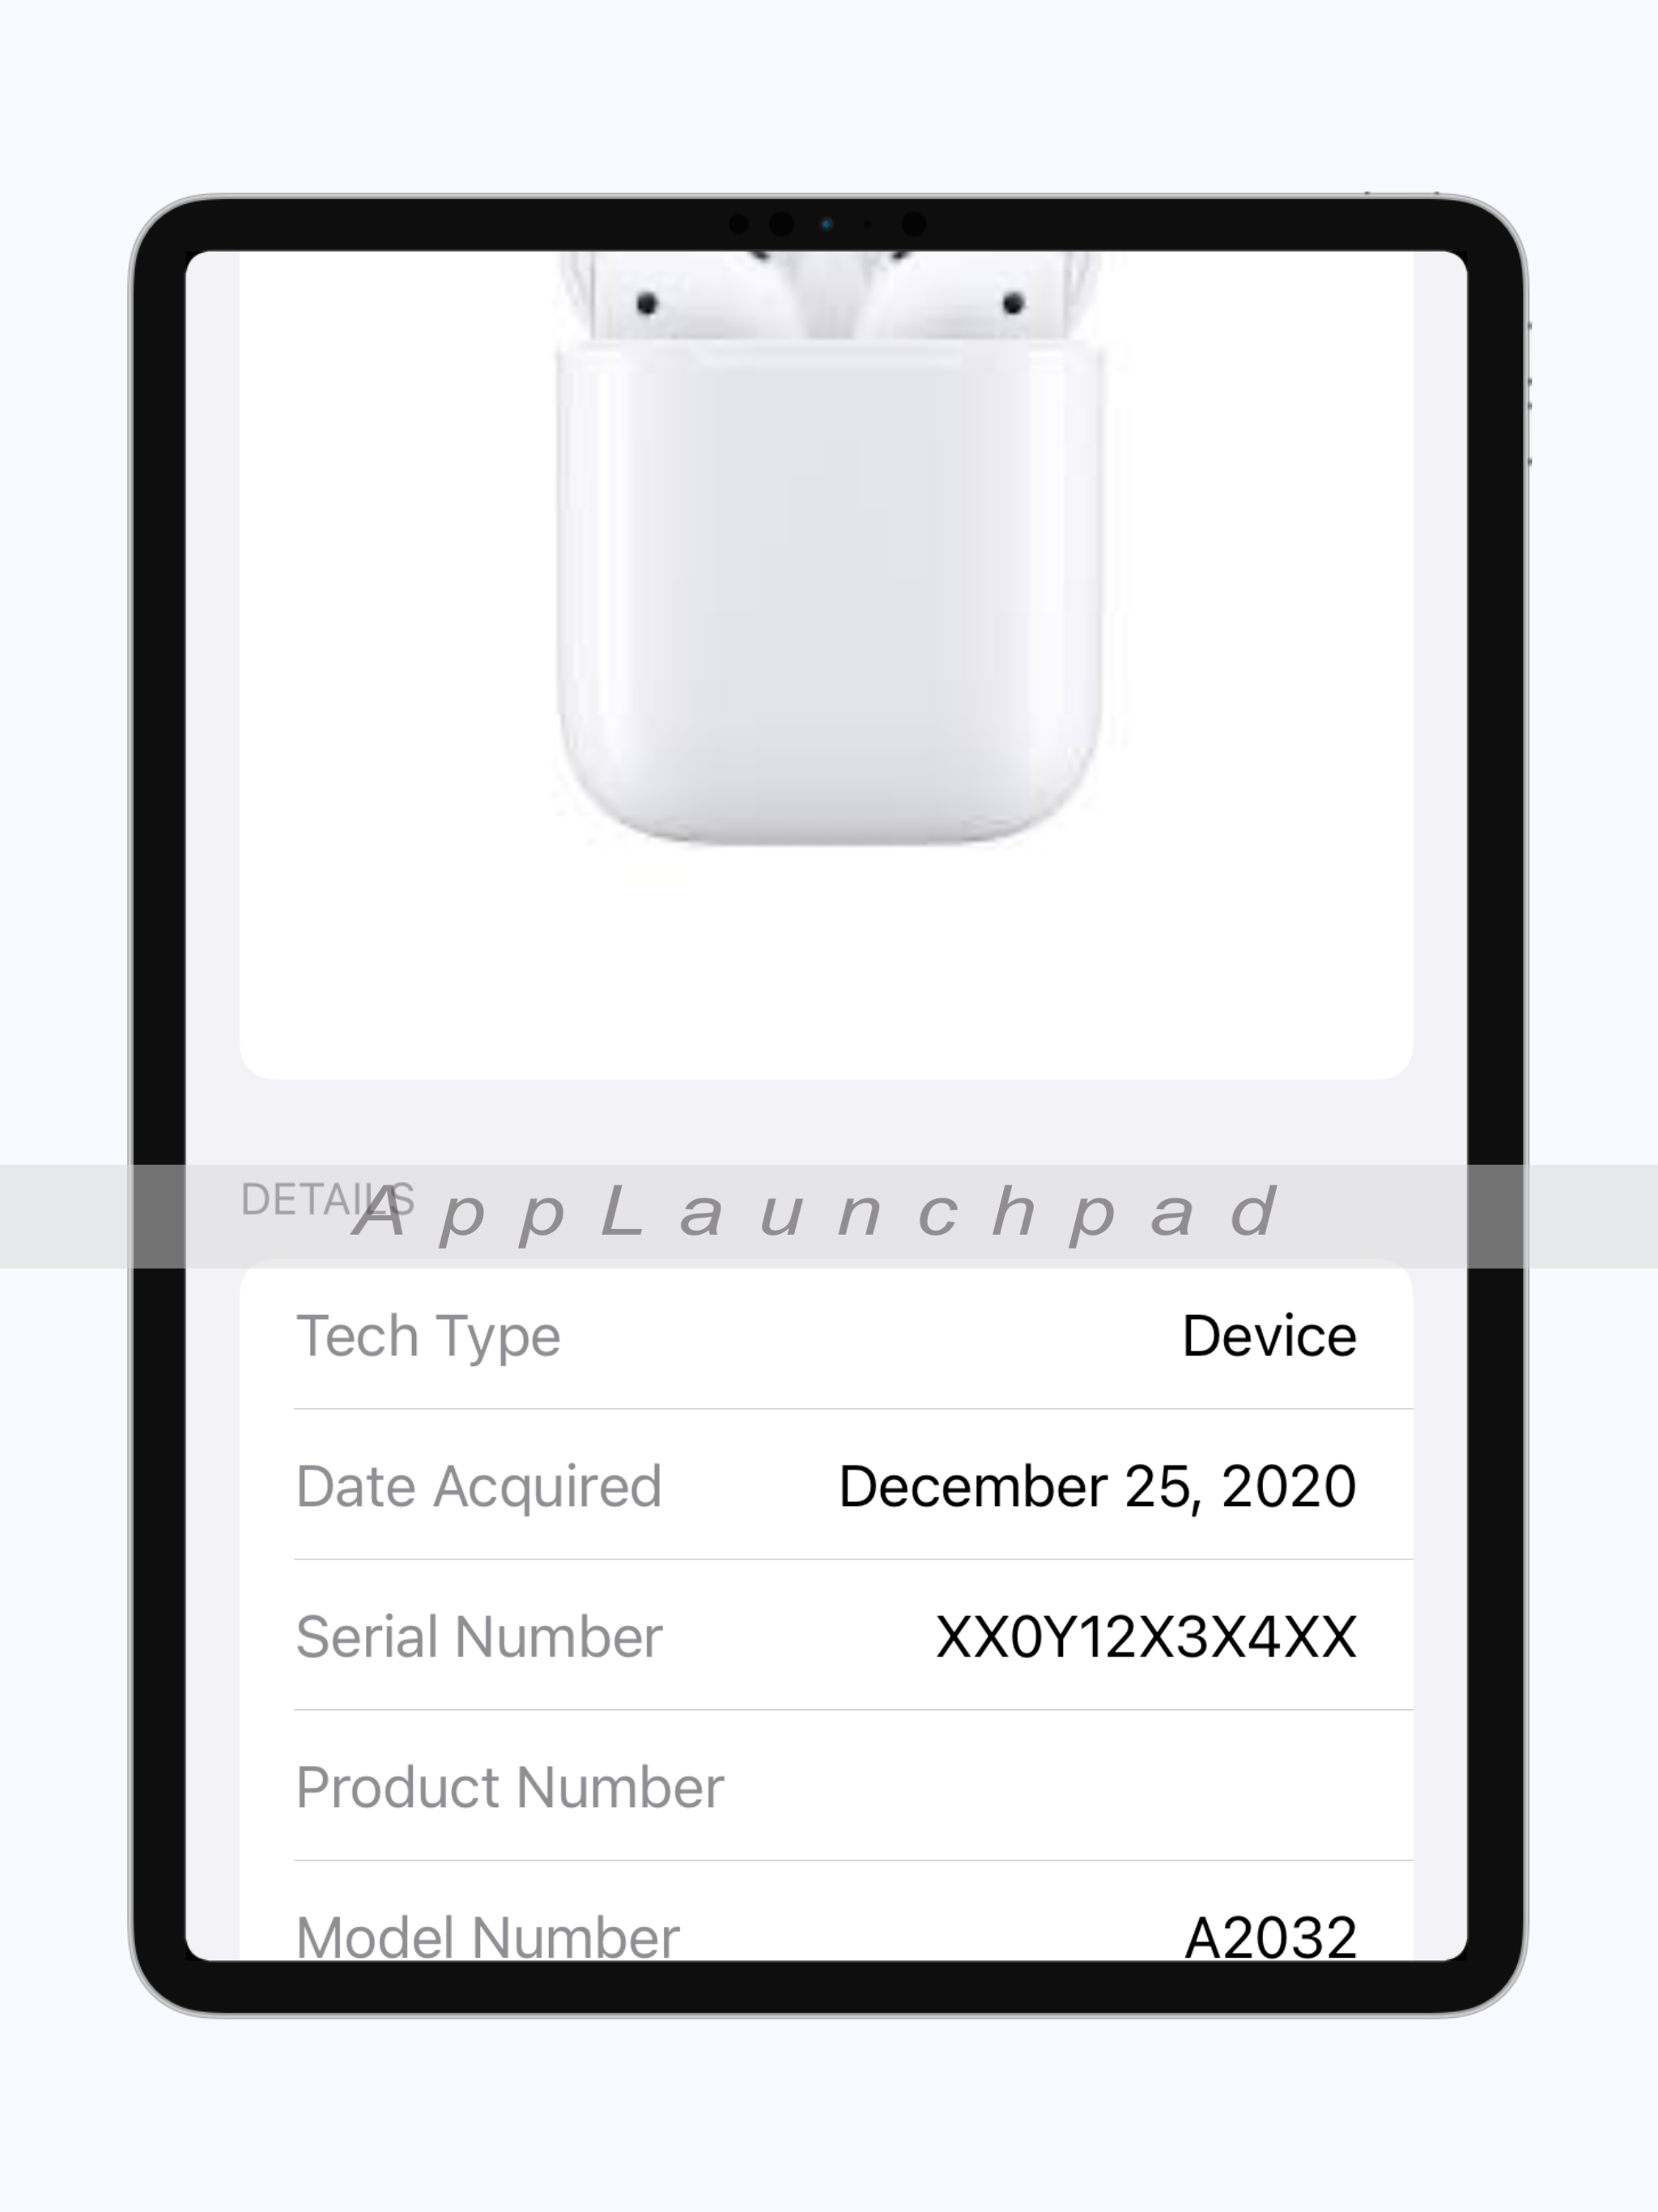 DETAILS
AppLaunchpad
Tech Type Device
Date Acquired December 25, 2020
Serial Number XX0Y12X3X4XX
Product Number
Model Number A2032